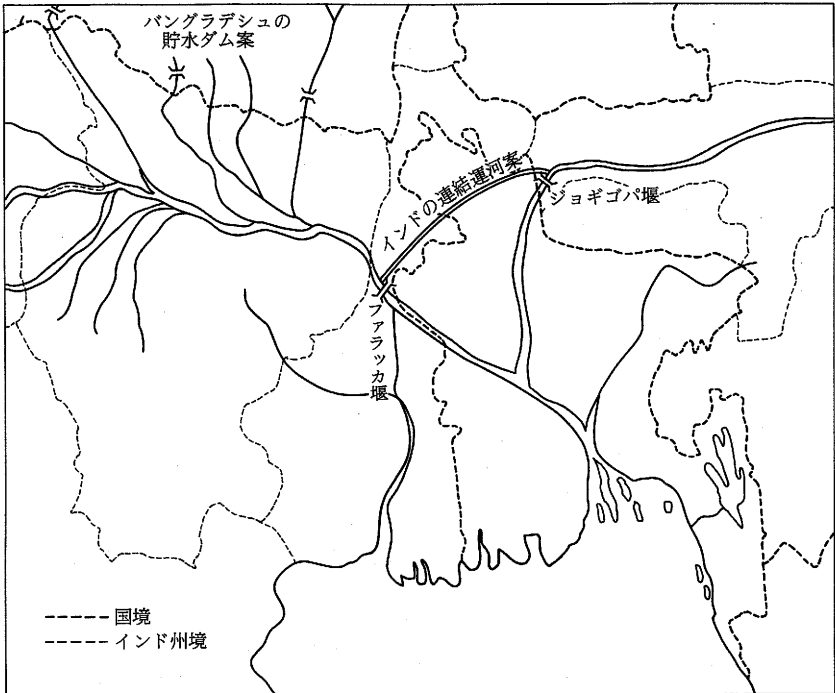 バングラデシュの
貯水ダム案
インドの連結運河案
ジョギゴパ堰
ファラッカ堰
国境
インド州境